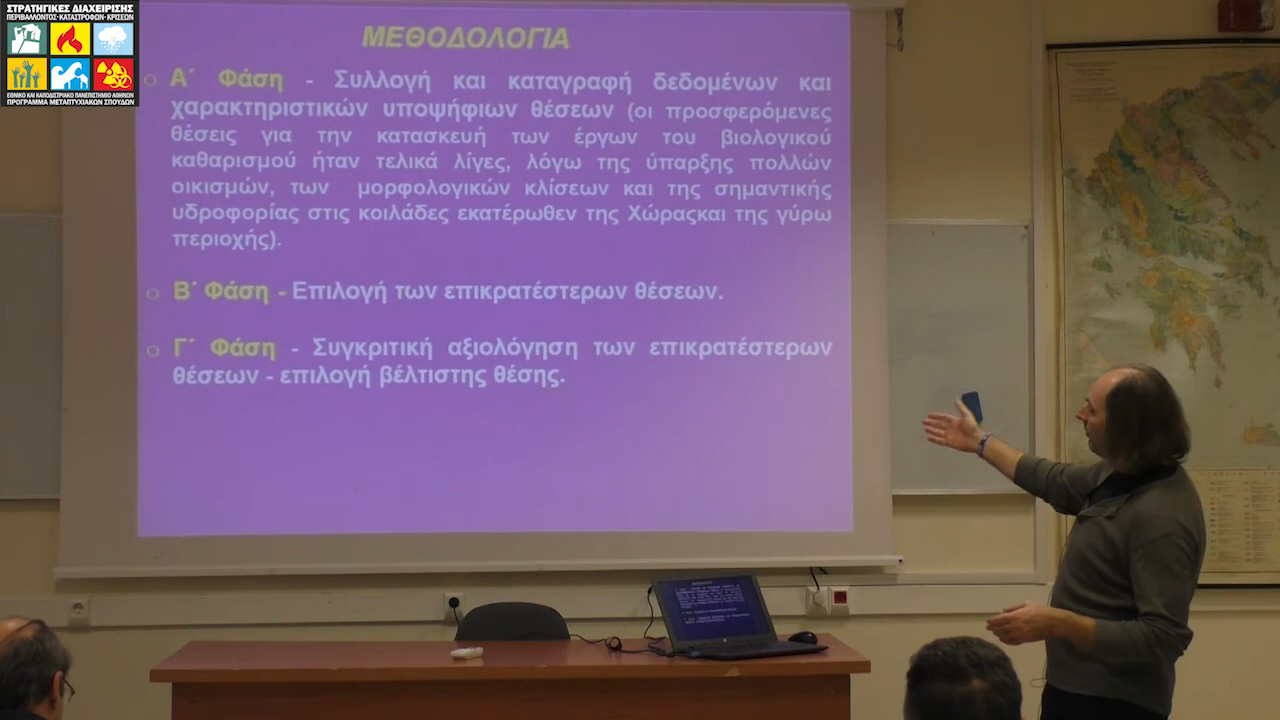 ΣΤΡΑΤΗΓΙΚΕΣ ΔΙΑΧΕΙΡΙΣΗΣ
ΠΕΡΙΒΑΛΛΟΝΤΟΣ·ΚΑΤΑΣΤΡΟΦΩΝ·ΚΡΙΣΕΩΝ
ΕΘΝΙΚΟ ΚΑΙ ΚΑΠΟΔΙΣΤΡΙΑΚΟ ΠΑΝΕΠΙΣΤΗΜΙΟ ΑΘΗΝΩΝ
ΠΡΟΓΡΑΜΜΑ ΜΕΤΑΠΤΥΧΙΑΚΩΝ ΣΠΟΥΔΩΝ
ΜΕΘΟΔΟΛΟΓΙΑ
Α΄ Φάση - Συλλογή και καταγραφή δεδομένων και
χαρακτηριστικών υποψήφιων θέσεων (οι προσφερόμενες
θέσεις για την κατασκευή των έργων του βιολογικού
καθαρισμού ήταν τελικά λίγες, λόγω της ύπαρξης πολλών
οικισμών, των μορφολογικών κλίσεων και της σημαντικής
υδροφορίας στις κοιλάδες εκατέρωθεν της Χώραςκαι της γύρω
περιοχής).
Β΄ Φάση - Επιλογή των επικρατέστερων θέσεων.
Γ΄ Φάση - Συγκριτική αξιολόγηση των επικρατέστερων
θέσεων - επιλογή βέλτιστης θέσης.